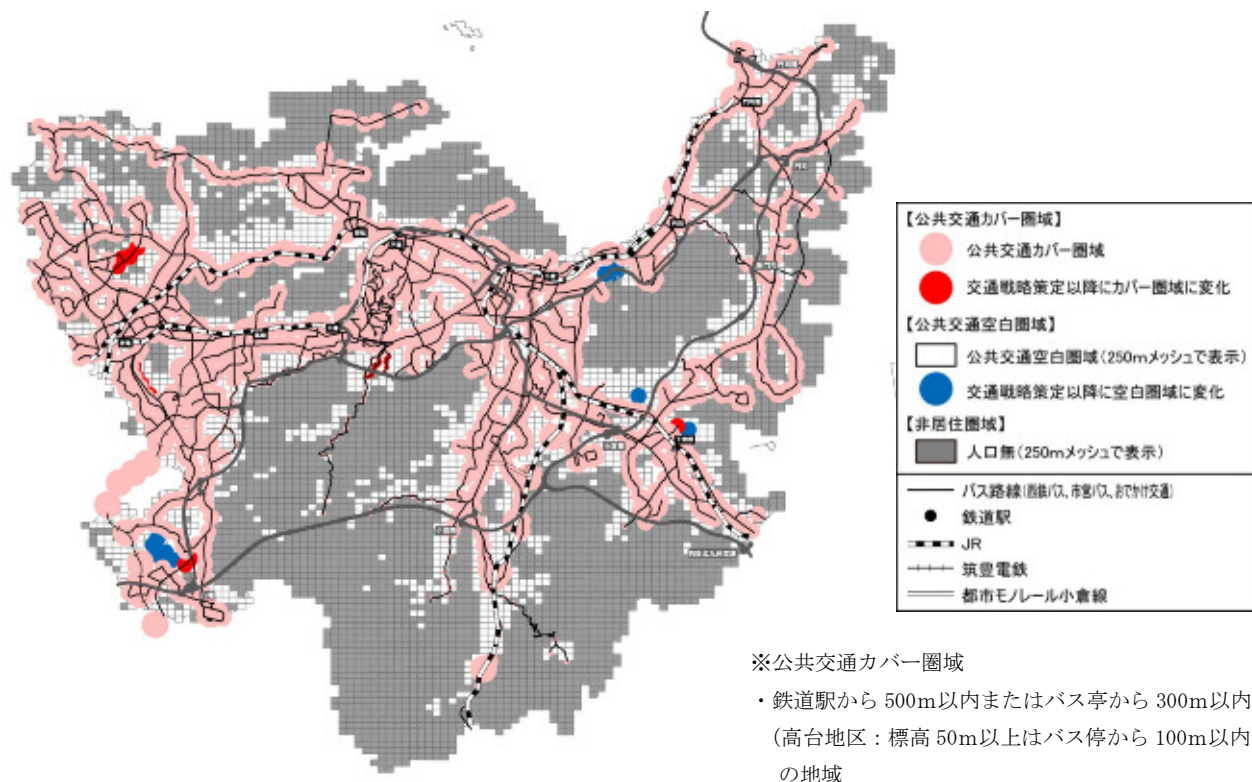 【公共交通カバー圏域】
公共交通カバー圏域
交通戦略策定以降にカバー圏域に変化
【公共交通空白圏域】
公共交通空白圏域(250mメッシュで表示)
交通戦略策定以降に空白圏域に変化
【非居住圏域】
人口無(250mメッシュで表示)
バス路線(西鉄バス、市営バス、おでかけ交通)
鉄道駅
JR
筑豊電鉄
都市モノレール小倉線
※公共交通カバー圏域
・鉄道駅から 500m以内またはバス亭から 300m以内
(高台地区：標高 50m以上はバス停から 100m以内
の地域